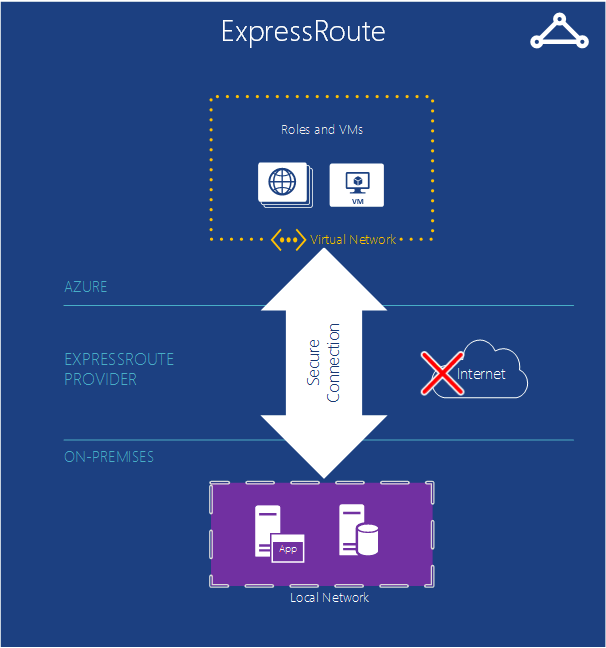 ExpressRoute
Roles and VMs
VM
Virtual Network
AZURE
Secure
Connection
EXPRESSROUTE
PROVIDER
Internet
ON-PREMISES
App
Local Network